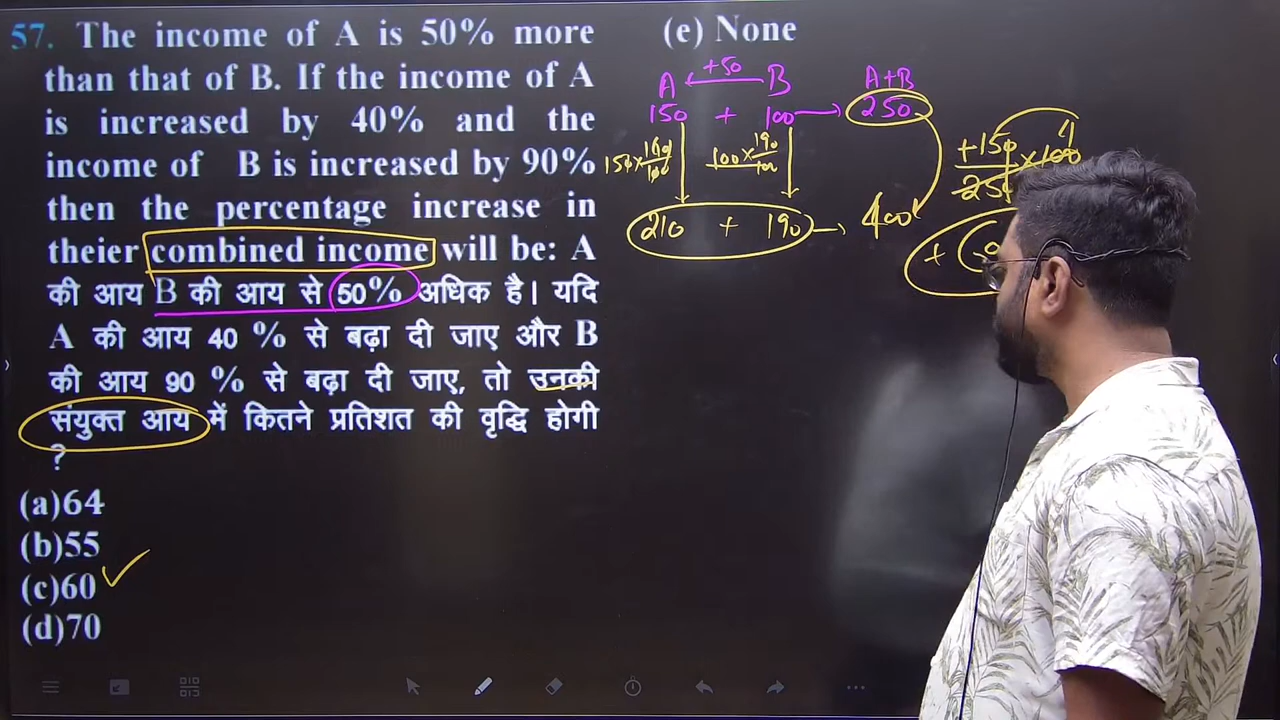 57. The income of A is 50% more
than that of B. If the income of A
is increased by 40% and the
income of B is increased by 90%
then the percentage increase in
theier combined income will be: A
की आय B की आय से 50% अधिक है। यदि
A की आय 40 % से बढ़ा दी जाए और B
की आय 90 % से बढ़ा दी जाए, तो उनकी
संयुक्त आय में कितने प्रतिशत की वृद्धि होगी
?
(a)64
(b)55
(c)60
(d)70
(e) None
A +50 B A+B
150 + 100 → 250
150×140/100 100×190/100
210 + 190 → 400
+150/250 ×100
+